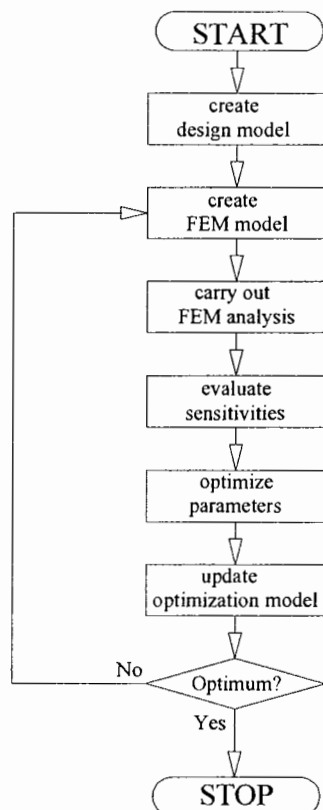 START
create
design model
create
FEM model
carry out
FEM analysis
evaluate
sensitivities
optimize
parameters
update
optimization model
No
Optimum?
Yes
STOP